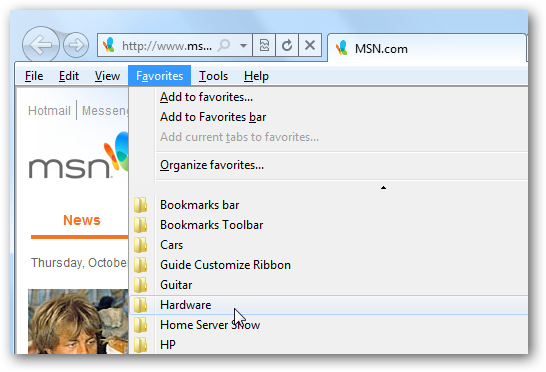 http://www.ms...
MSN.com
File Edit View Favorites Tools Help
Hotmail Messeng
Add to favorites...
Add to Favorites bar
Add current tabs to favorites...
msn
Organize favorites...
Bookmarks bar
News
Bookmarks Toolbar
Cars
Thursday, Octobe
Guide Customize Ribbon
Guitar
Hardware
Home Server Show
HP